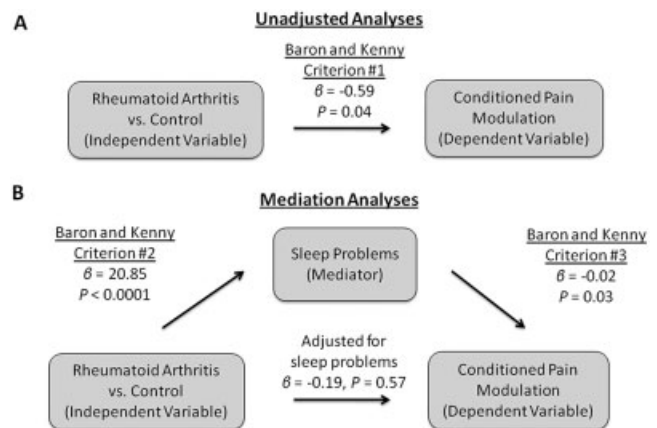 A
Unadjusted Analyses
Baron and Kenny
Criterion #1
β = -0.59
P = 0.04
Rheumatoid Arthritis
vs. Control
(Independent Variable)
Conditioned Pain
Modulation
(Dependent Variable)
B
Mediation Analyses
Baron and Kenny
Criterion #2
β = 20.85
P < 0.0001
Sleep Problems
(Mediator)
Baron and Kenny
Criterion #3
β = -0.02
P = 0.03
Rheumatoid Arthritis
vs. Control
(Independent Variable)
Adjusted for
sleep problems
β = -0.19, P = 0.57
Conditioned Pain
Modulation
(Dependent Variable)